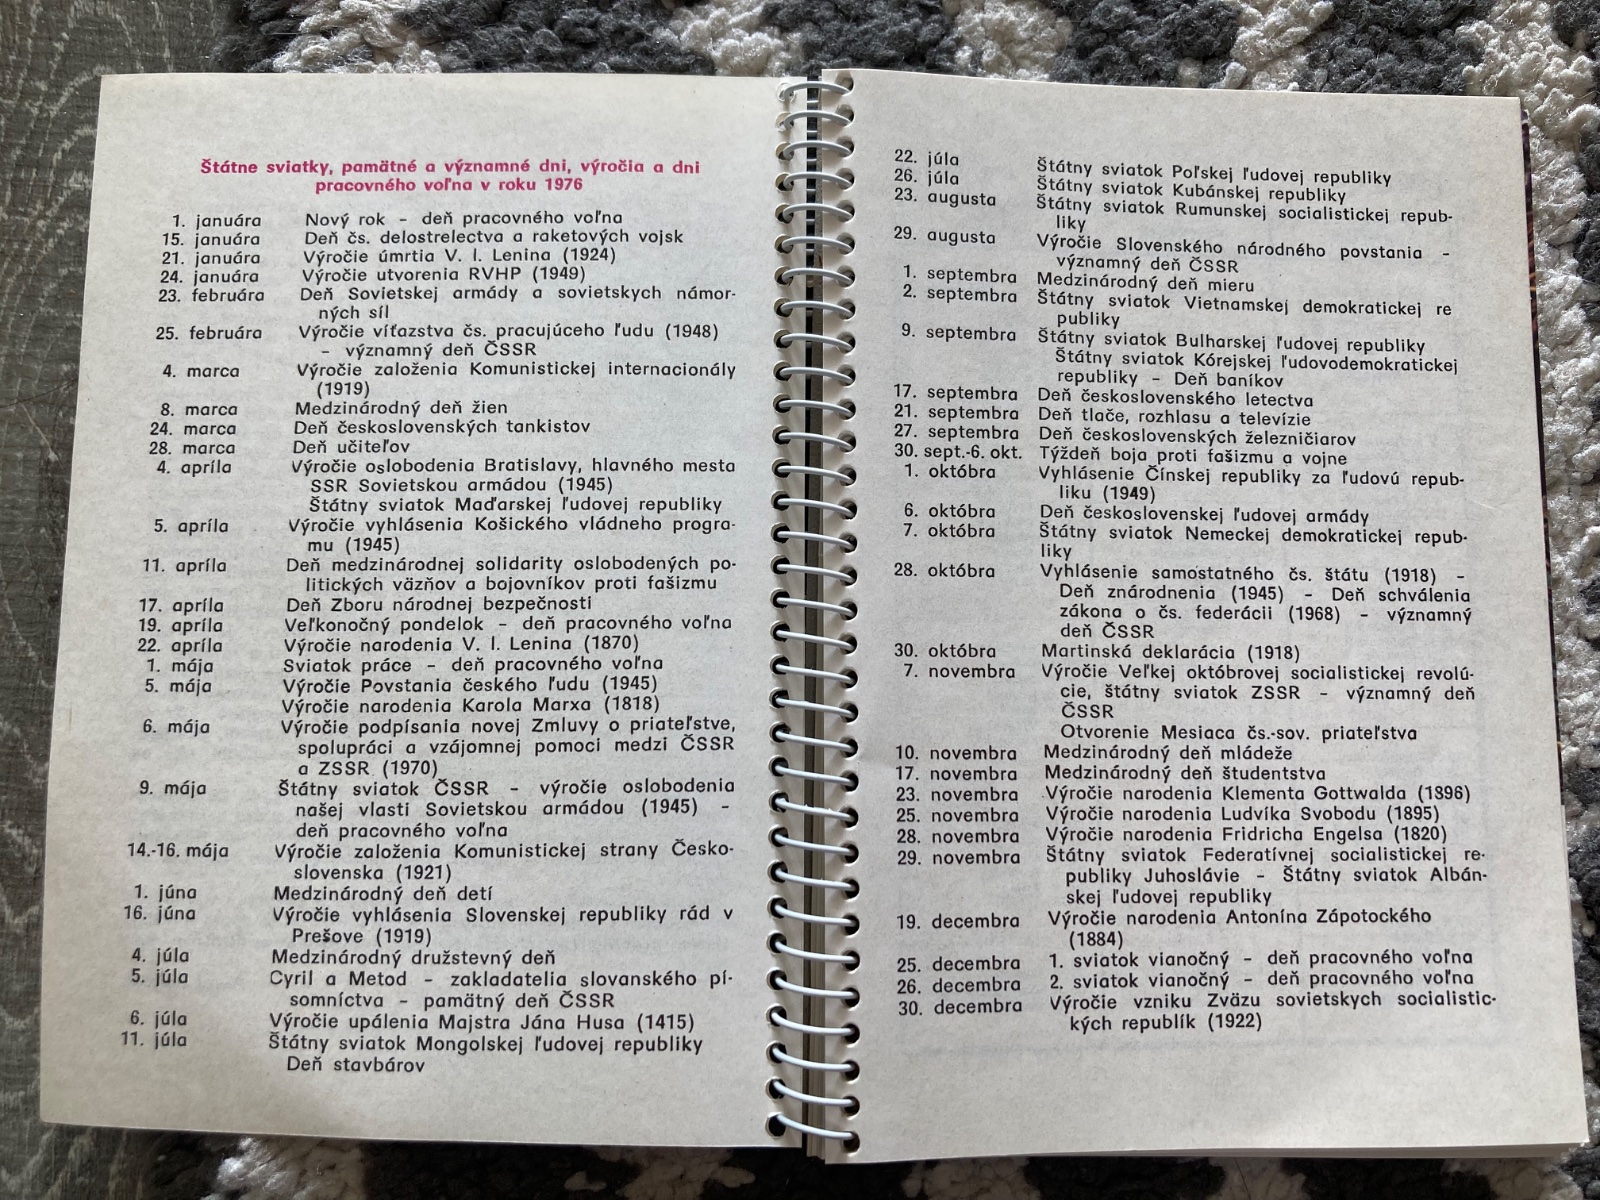 Štátne sviatky, pamätné a významné dni, výročia a dni
pracovného voľna v roku 1976
1. januára Nový rok – deň pracovného voľna
15. januára Deň čs. delostrelectva a raketových vojsk
21. januára Výročie úmrtia V. I. Lenina (1924)
24. januára Výročie utvorenia RVHP (1949)
23. februára Deň Sovietskej armády a sovietskych námor-
ných síl
25. februára Výročie víťazstva čs. pracujúceho ľudu (1948)
– významný deň ČSSR
4. marca Výročie založenia Komunistickej internacionály
(1919)
8. marca Medzinárodný deň žien
24. marca Deň československých tankistov
28. marca Deň učiteľov
4. apríla Výročie oslobodenia Bratislavy, hlavného mesta
SSR Sovietskou armádou (1945)
Štátny sviatok Maďarskej ľudovej republiky
5. apríla Výročie vyhlásenia Košického vládneho progra-
mu (1945)
11. apríla Deň medzinárodnej solidarity oslobodených po-
litických väzňov a bojovníkov proti fašizmu
17. apríla Deň Zboru národnej bezpečnosti
19. apríla Veľkonočný pondelok – deň pracovného voľna
22. apríla Výročie narodenia V. I. Lenina (1870)
1. mája Sviatok práce – deň pracovného voľna
5. mája Výročie Povstania českého ľudu (1945)
Výročie narodenia Karola Marxa (1818)
6. mája Výročie podpísania novej Zmluvy o priateľstve,
spolupráci a vzájomnej pomoci medzi ČSSR
a ZSSR (1970)
9. mája Štátny sviatok ČSSR – výročie oslobodenia
našej vlasti Sovietskou armádou (1945) –
deň pracovného voľna
14.-16. mája Výročie založenia Komunistickej strany Česko-
slovenska (1921)
1. júna Medzinárodný deň detí
16. júna Výročie vyhlásenia Slovenskej republiky rád v
Prešove (1919)
4. júla Medzinárodný družstevný deň
5. júla Cyril a Metod – zakladatelia slovanského pí-
somníctva – pamätný deň ČSSR
6. júla Výročie upálenia Majstra Jána Husa (1415)
11. júla Štátny sviatok Mongolskej ľudovej republiky
Deň stavbárov
22. júla Štátny sviatok Poľskej ľudovej republiky
26. júla Štátny sviatok Kubánskej republiky
23. augusta Štátny sviatok Rumunskej socialistickej repub-
liky
29. augusta Výročie Slovenského národného povstania –
významný deň ČSSR
1. septembra Medzinárodný deň mieru
2. septembra Štátny sviatok Vietnamskej demokratickej re
publiky
9. septembra Štátny sviatok Bulharskej ľudovej republiky
Štátny sviatok Kórejskej ľudovodemokratickej
republiky – Deň baníkov
17. septembra Deň československého letectva
21. septembra Deň tlače, rozhlasu a televízie
27. septembra Deň československých železničiarov
30. sept.-6. okt. Týždeň boja proti fašizmu a vojne
1. októbra Vyhlásenie Čínskej republiky za ľudovú repub-
liku (1949)
6. októbra Deň československej ľudovej armády
7. októbra Štátny sviatok Nemeckej demokratickej repub-
liky
28. októbra Vyhlásenie samostatného čs. štátu (1918) –
Deň znárodnenia (1945) – Deň schválenia
zákona o čs. federácii (1968) – významný
deň ČSSR
30. októbra Martinská deklarácia (1918)
7. novembra Výročie Veľkej októbrovej socialistickej revolú-
cie, štátny sviatok ZSSR – významný deň
ČSSR
Otvorenie Mesiaca čs.-sov. priateľstva
10. novembra Medzinárodný deň mládeže
17. novembra Medzinárodný deň študentstva
23. novembra Výročie narodenia Klementa Gottwalda (1896)
25. novembra Výročie narodenia Ludvíka Svobodu (1895)
28. novembra Výročie narodenia Fridricha Engelsa (1820)
29. novembra Štátny sviatok Federatívnej socialistickej re-
publiky Juhoslávie – Štátny sviatok Albán-
skej ľudovej republiky
19. decembra Výročie narodenia Antonína Zápotockého
(1884)
25. decembra 1. sviatok vianočný – deň pracovného voľna
26. decembra 2. sviatok vianočný – deň pracovného voľna
30. decembra Výročie vzniku Zväzu sovietskych socialistic-
kých republík (1922)